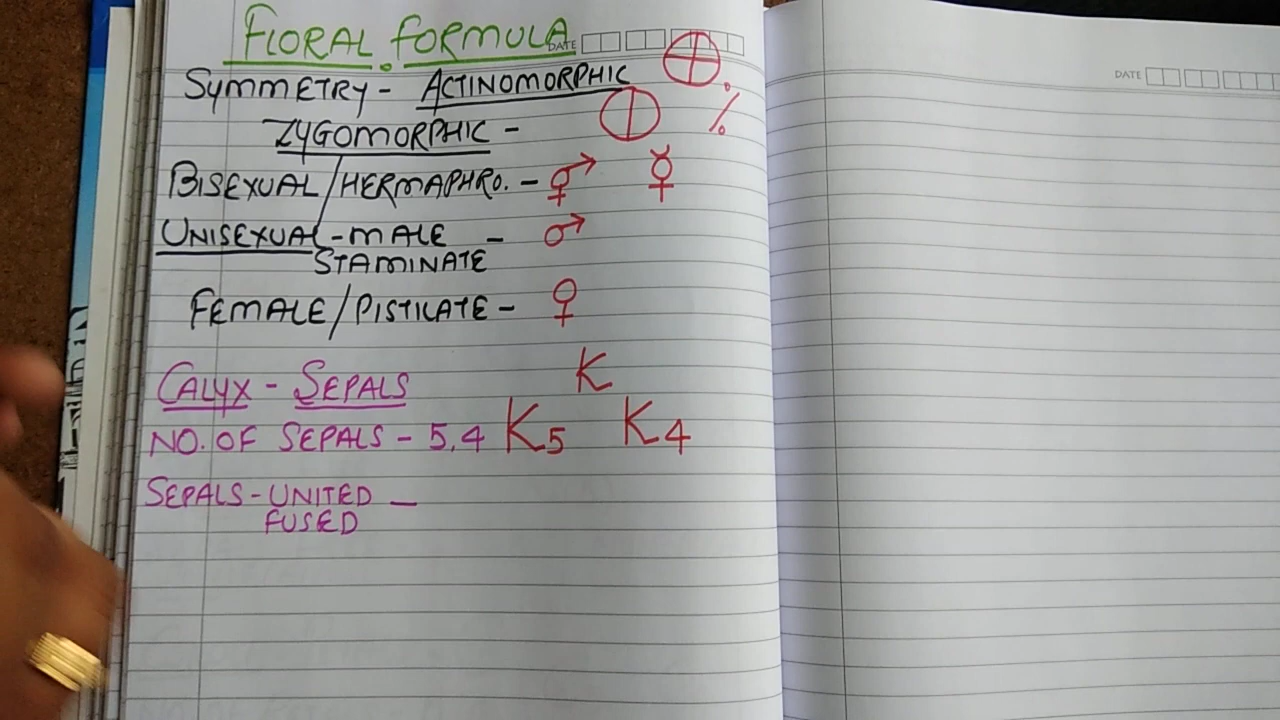 FLORAL FORMULA
DATE
SYMMETRY - ACTINOMORPHIC ⊕
ZYGOMORPHIC - ⦶ %
BISEXUAL/HERMAPHRO. - ⚥ ☿
UNISEXUAL - MALE - ♂
STAMINATE
FEMALE/PISTILATE - ♀
CALYX - SEPALS K
NO. OF SEPALS - 5,4 K5 K4
SEPALS - UNITED -
FUSED
DATE